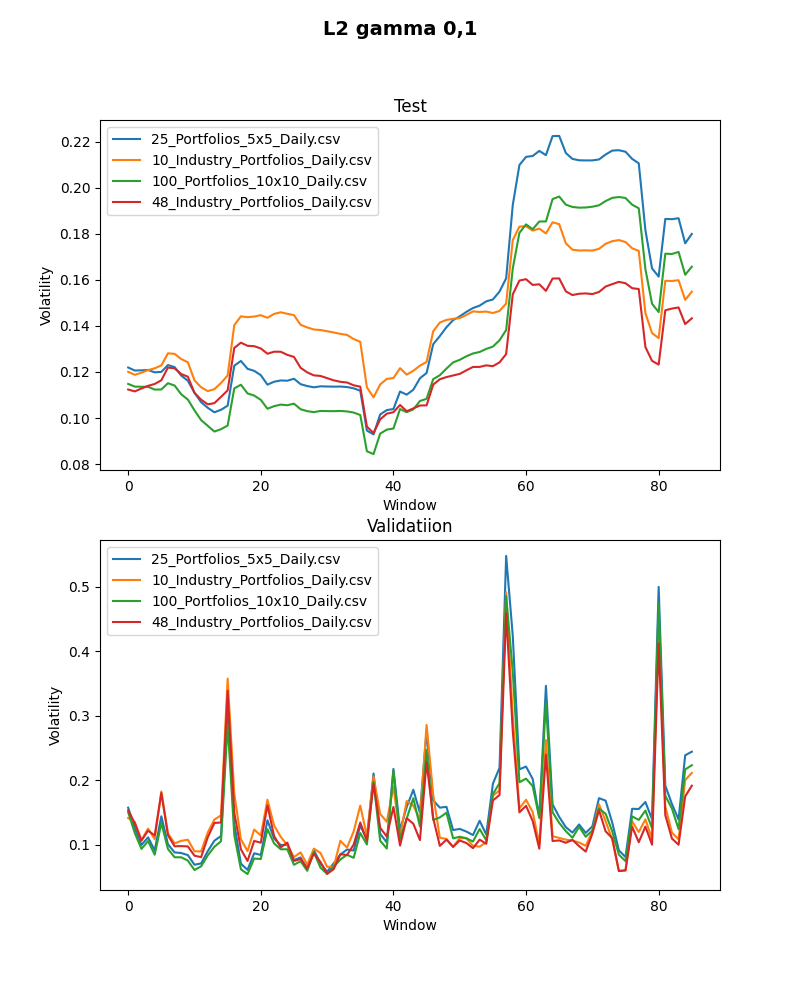 L2 gamma 0,1
Test
25_Portfolios_5x5_Daily.csv
10_Industry_Portfolios_Daily.csv
100_Portfolios_10x10_Daily.csv
48_Industry_Portfolios_Daily.csv
0.22
0.20
0.18
0.16
0.14
0.12
0.10
0.08
Volatility
0 20 40 60 80
Window
Validatiion
25_Portfolios_5x5_Daily.csv
10_Industry_Portfolios_Daily.csv
100_Portfolios_10x10_Daily.csv
48_Industry_Portfolios_Daily.csv
0.5
0.4
0.3
0.2
0.1
Volatility
0 20 40 60 80
Window